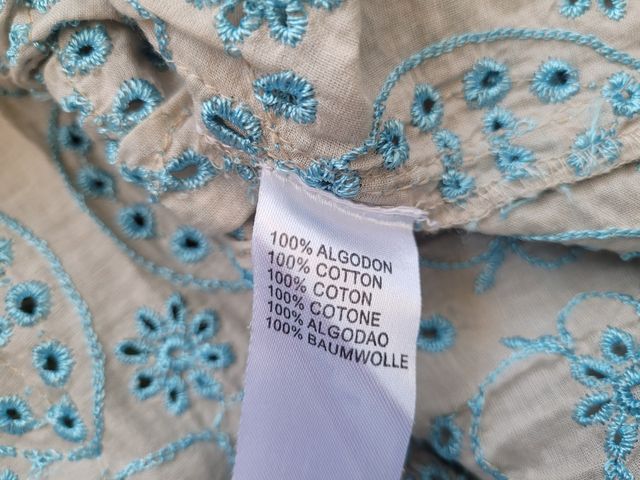 100% ALGODON
100% COTTON
100% COTON
100% COTONE
100% ALGODAO
100% BAUMWOLLE